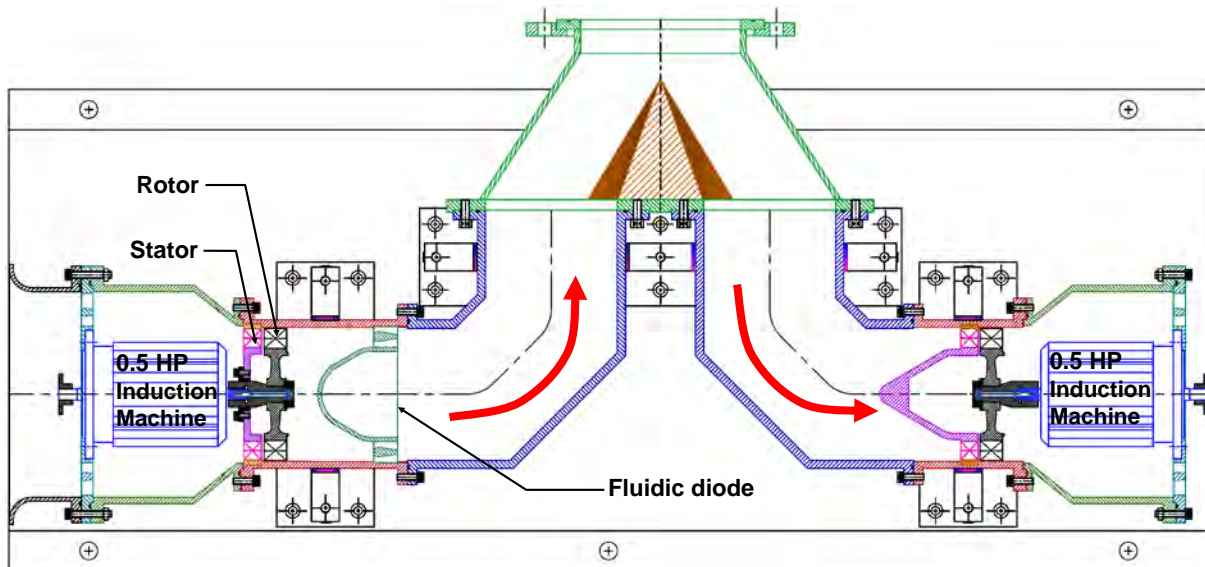 Rotor
Stator
0.5 HP
Induction
Machine
0.5 HP
Induction
Machine
Fluidic diode